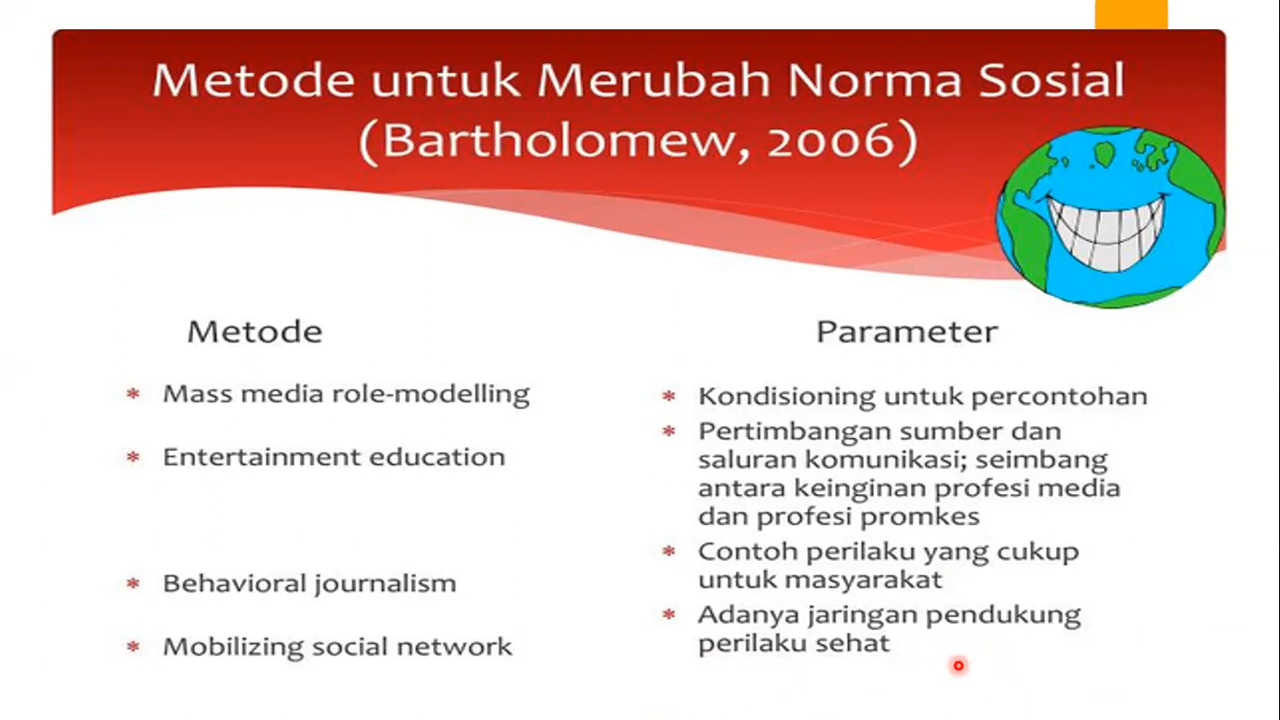 Metode untuk Merubah Norma Sosial
(Bartholomew, 2006)
Metode
* Mass media role-modelling
* Entertainment education
* Behavioral journalism
* Mobilizing social network
Parameter
* Kondisioning untuk percontohan
* Pertimbangan sumber dan
saluran komunikasi; seimbang
antara keinginan profesi media
dan profesi promkes
* Contoh perilaku yang cukup
untuk masyarakat
* Adanya jaringan pendukung
perilaku sehat